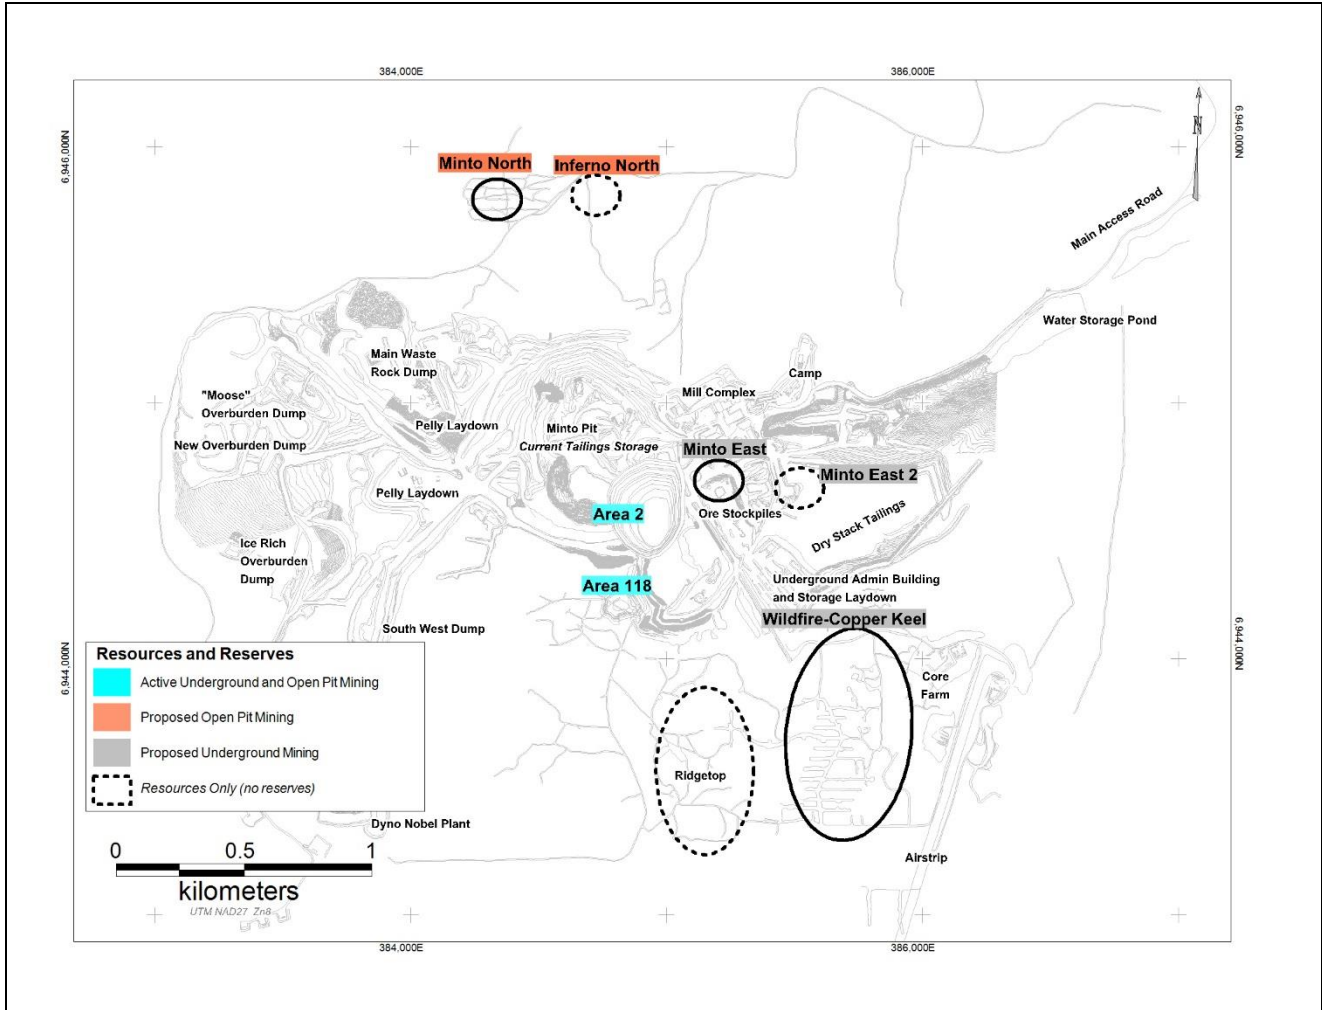 384,000E
386,000E
6,946,000N
6,946,000N
N
Minto North
Inferno North
Main Access Road
Water Storage Pond
Main Waste
Rock Dump
Camp
Mill Complex
"Moose"
Overburden Dump
Pelly Laydown
Minto Pit
Current Tailings Storage
New Overburden Dump
Minto East
Minto East 2
Pelly Laydown
Area 2
Ore Stockpiles
Dry Stack Tailings
Ice Rich
Overburden
Dump
Area 118
Underground Admin Building
and Storage Laydown
Wildfire-Copper Keel
South West Dump
6,944,000N
6,944,000N
Core
Farm
Resources and Reserves
Active Underground and Open Pit Mining
Proposed Open Pit Mining
Proposed Underground Mining
Resources Only (no reserves)
Ridgetop
Dyno Nobel Plant
Airstrip
0 0.5 1
kilometers
UTM NAD27 Zn8
384,000E
386,000E